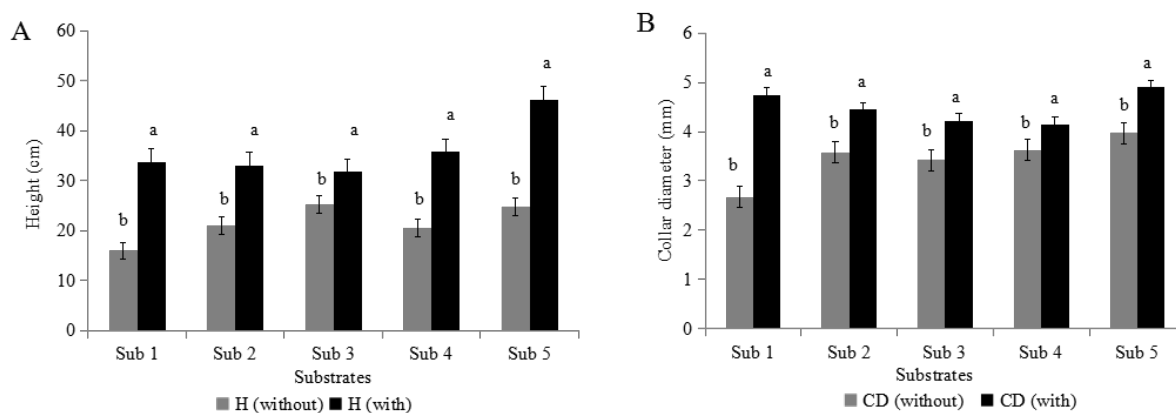 A
Height (cm)
60
50
40
30
20
10
0
b a b a b a b a b a
Sub 1 Sub 2 Sub 3 Sub 4 Sub 5
Substrates
H (without) H (with)
B
Collar diameter (mm)
6
5
4
3
2
1
0
b a b a b a b a b a
Sub 1 Sub 2 Sub 3 Sub 4 Sub 5
Substrates
CD (without) CD (with)